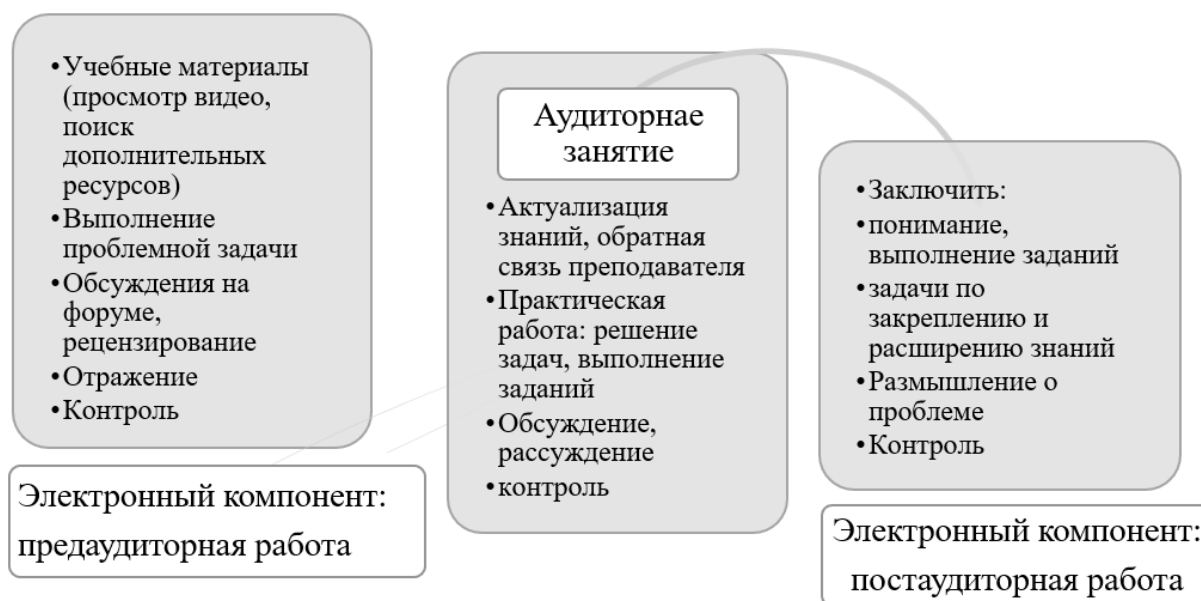 •Учебные материалы
(просмотр видео,
поиск
дополнительных
ресурсов)
•Выполнение
проблемной задачи
•Обсуждения на
форуме,
рецензирование
•Отражение
•Контроль
Электронный компонент:
предаудиторная работа
Аудиторнае
занятие
•Актуализация
знаний, обратная
связь преподавателя
•Практическая
работа: решение
задач, выполнение
заданий
•Обсуждение,
рассуждение
•контроль
•Заключить:
•понимание,
выполнение заданий
•задачи по
закреплению и
расширению знаний
•Размышление о
проблеме
•Контроль
Электронный компонент:
постаудиторная работа